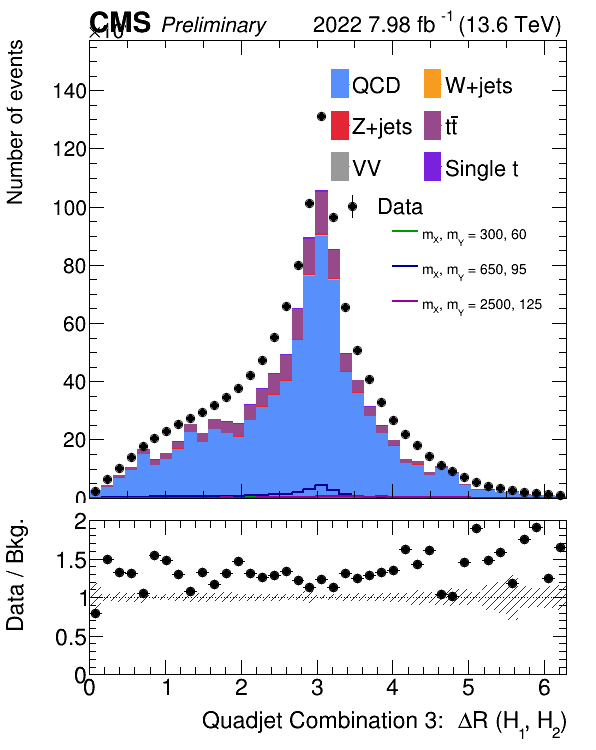 CMS Preliminary 2022 7.98 fb⁻¹ (13.6 TeV)
Number of events
140
120
100
80
60
40
20
0
QCD
W+jets
Z+jets
tt̄
VV
Single t
Data
m_X, m_Y = 300, 60
m_X, m_Y = 650, 95
m_X, m_Y = 2500, 125
Data / Bkg.
2
1.5
1
0.5
0
0 1 2 3 4 5 6
Quadjet Combination 3: ΔR (H₁, H₂)